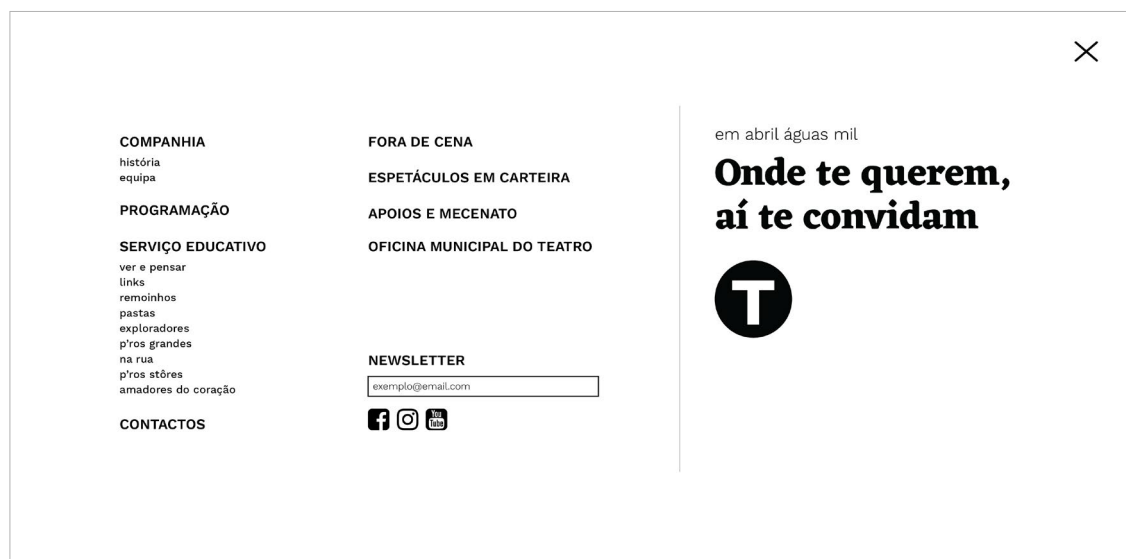 COMPANHIA
história
equipa
PROGRAMAÇÃO
SERVIÇO EDUCATIVO
ver e pensar
links
remoinhos
pastas
exploradores
p'ros grandes
na rua
p'ros stôres
amadores do coração
CONTACTOS
FORA DE CENA
ESPETÁCULOS EM CARTEIRA
APOIOS E MECENATO
OFICINA MUNICIPAL DO TEATRO
NEWSLETTER
exemplo@email.com
You
Tube
em abril águas mil
Onde te querem,
aí te convidam
T